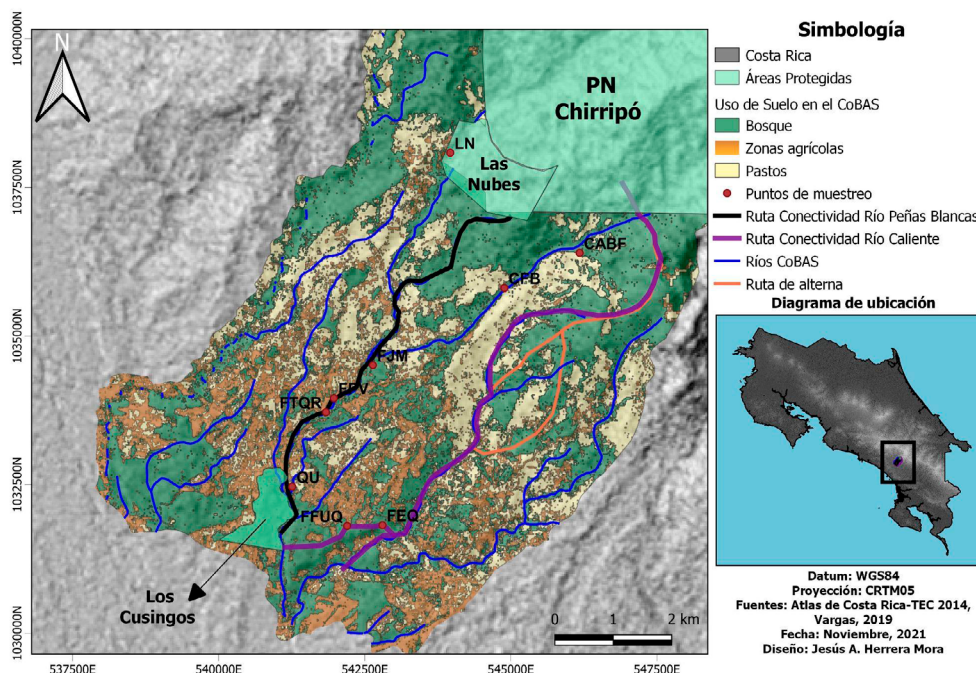 N
PN
Chirripó
LN
Las
Nubes
CABF
CFB
FJM
FTQR
QU
FFUQ
FEQ
Los
Cusingos
0 1 2 km
1040000N
1037500N
1035000N
1032500N
1030000N
537500E
540000E
542500E
545000E
547500E
Simbología
Costa Rica
Áreas Protegidas
Uso de Suelo en el CoBAS
Bosque
Zonas agrícolas
Pastos
Puntos de muestreo
Ruta Conectividad Río Peñas Blancas
Ruta Conectividad Río Caliente
Ríos CoBAS
Ruta de alterna
Diagrama de ubicación
Datum: WGS84
Proyección: CRTM05
Fuentes: Atlas de Costa Rica-TEC 2014,
Vargas, 2019
Fecha: Noviembre, 2021
Diseño: Jesús A. Herrera Mora